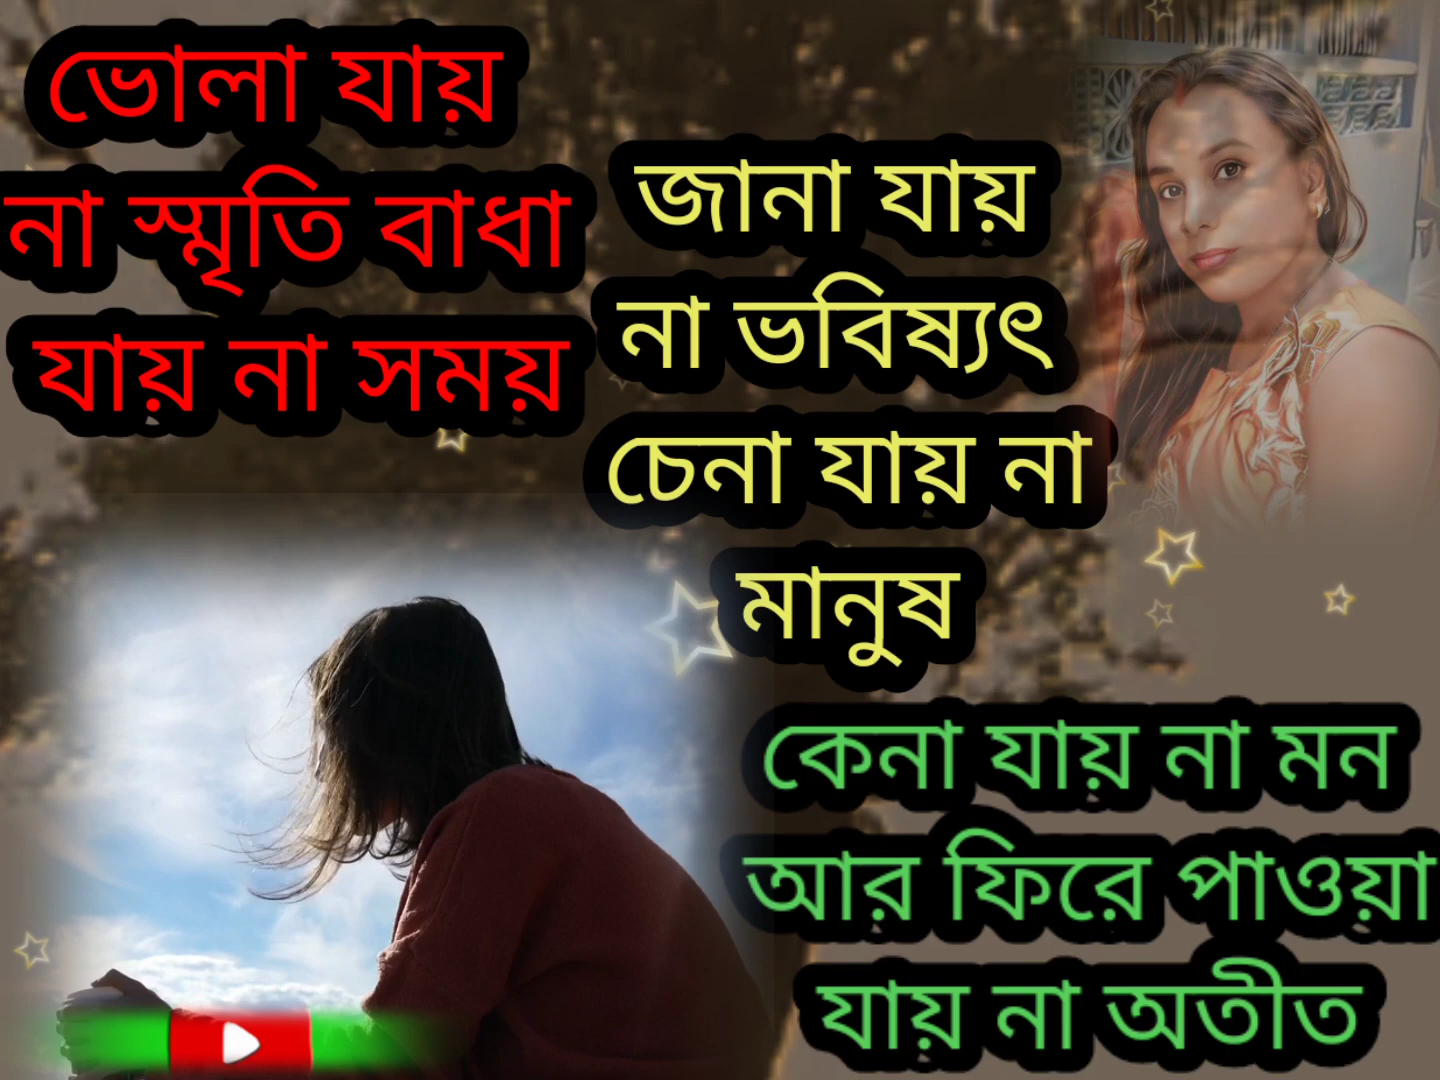 ভোলা যায়
না স্মৃতি বাধা
যায় না সময়
জানা যায়
না ভবিষ্যৎ
চেনা যায় না
মানুষ
কেনা যায় না মন
আর ফিরে পাওয়া
যায় না অতীত